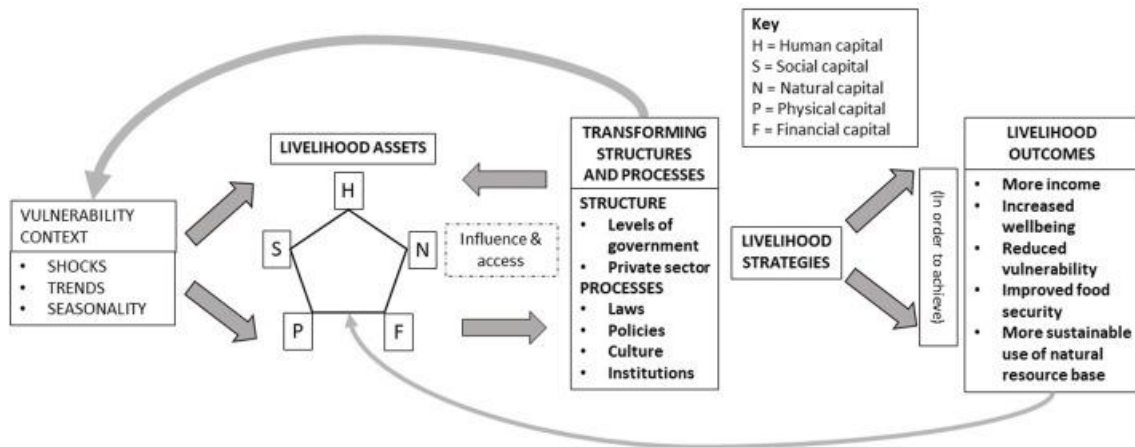 Key
H = Human capital
S = Social capital
N = Natural capital
P = Physical capital
F = Financial capital
VULNERABILITY
CONTEXT
• SHOCKS
• TRENDS
• SEASONALITY
LIVELIHOOD ASSETS
H
S
N
P
F
Influence &
access
TRANSFORMING
STRUCTURES
AND PROCESSES
STRUCTURE
• Levels of
government
• Private sector
PROCESSES
• Laws
• Policies
• Culture
• Institutions
LIVELIHOOD
STRATEGIES
(In order to achieve)
LIVELIHOOD
OUTCOMES
• More income
• Increased
wellbeing
• Reduced
vulnerability
• Improved food
security
• More sustainable
use of natural
resource base